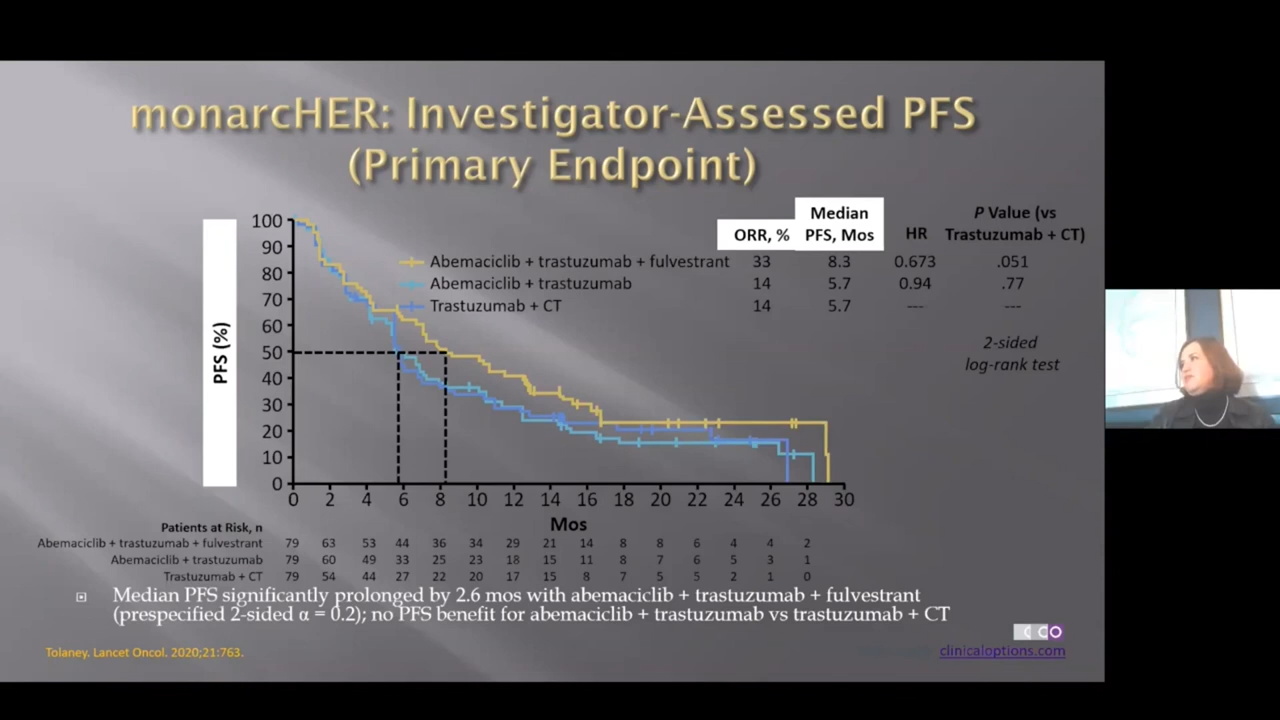 monarcHER: Investigator-Assessed PFS
(Primary Endpoint)
Median
PFS, Mos
ORR, %
HR
P Value (vs
Trastuzumab + CT)
Abemaciclib + trastuzumab + fulvestrant 33 8.3 0.673 .051
Abemaciclib + trastuzumab 14 5.7 0.94 .77
Trastuzumab + CT 14 5.7 --- ---
2-sided
log-rank test
PFS (%)
100
90
80
70
60
50
40
30
20
10
0
0 2 4 6 8 10 12 14 16 18 20 22 24 26 28 30
Mos
Patients at Risk, n
Abemaciclib + trastuzumab + fulvestrant 79 63 53 44 36 34 29 21 14 8 8 6 4 4 2
Abemaciclib + trastuzumab 79 60 49 33 25 23 18 15 11 8 7 6 5 3 1
Trastuzumab + CT 79 54 44 27 22 20 17 15 8 7 5 5 2 1 0
Median PFS significantly prolonged by 2.6 mos with abemaciclib + trastuzumab + fulvestrant
(prespecified 2-sided α = 0.2); no PFS benefit for abemaciclib + trastuzumab vs trastuzumab + CT
CCO
Tolaney. Lancet Oncol. 2020;21:763.
clinicaloptions.com